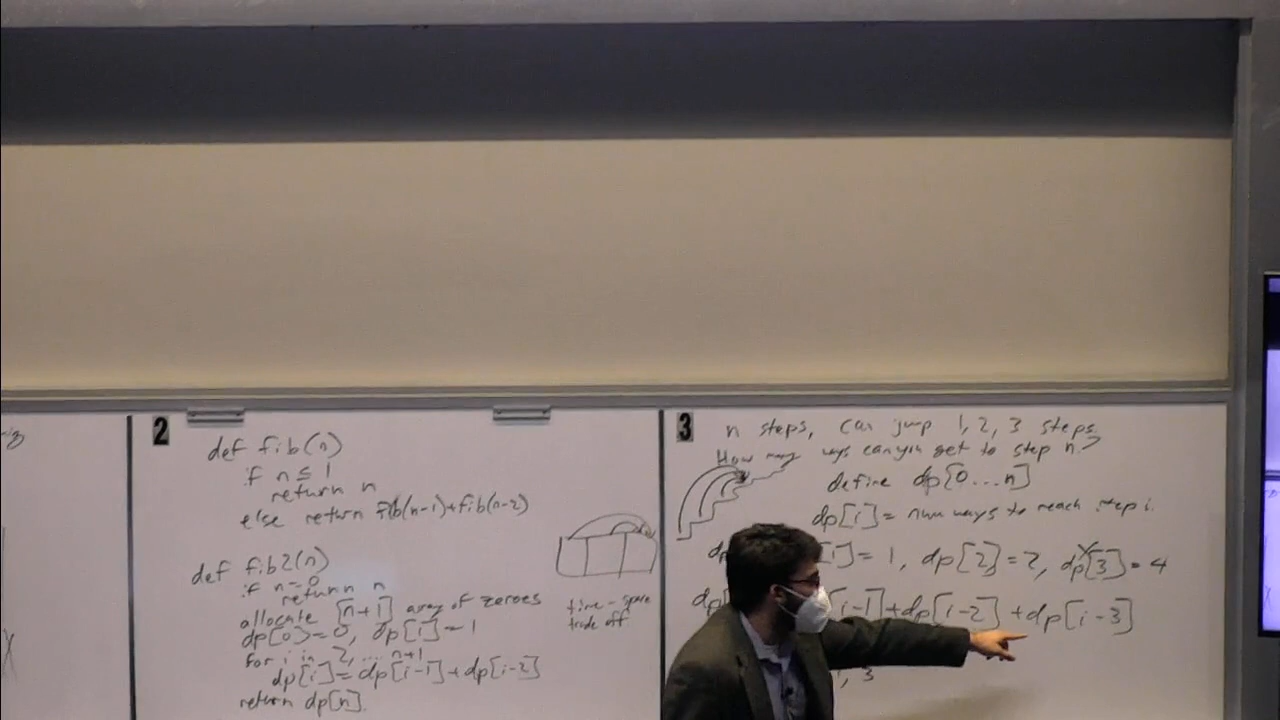 2
def fib(n)
if n ≤ 1
return n
else return fib(n-1)+fib(n-2)
def fib2(n)
if n=0
return n
allocate [n+1] array of zeroes
dp[0]=0, dp[1]=1
for i in 2, ... n+1
dp[i]=dp[i-1]+dp[i-2]
return dp[n]
time-space
trade off
3
n steps, can jump 1, 2, 3 steps.
How many ways can you get to step n?
define dp[0...n]
dp[i]= num ways to reach step i.
]=1, dp[2]=2, dp[3]=4
dp[ i-1]+dp[i-2]+dp[i-3]
, 3